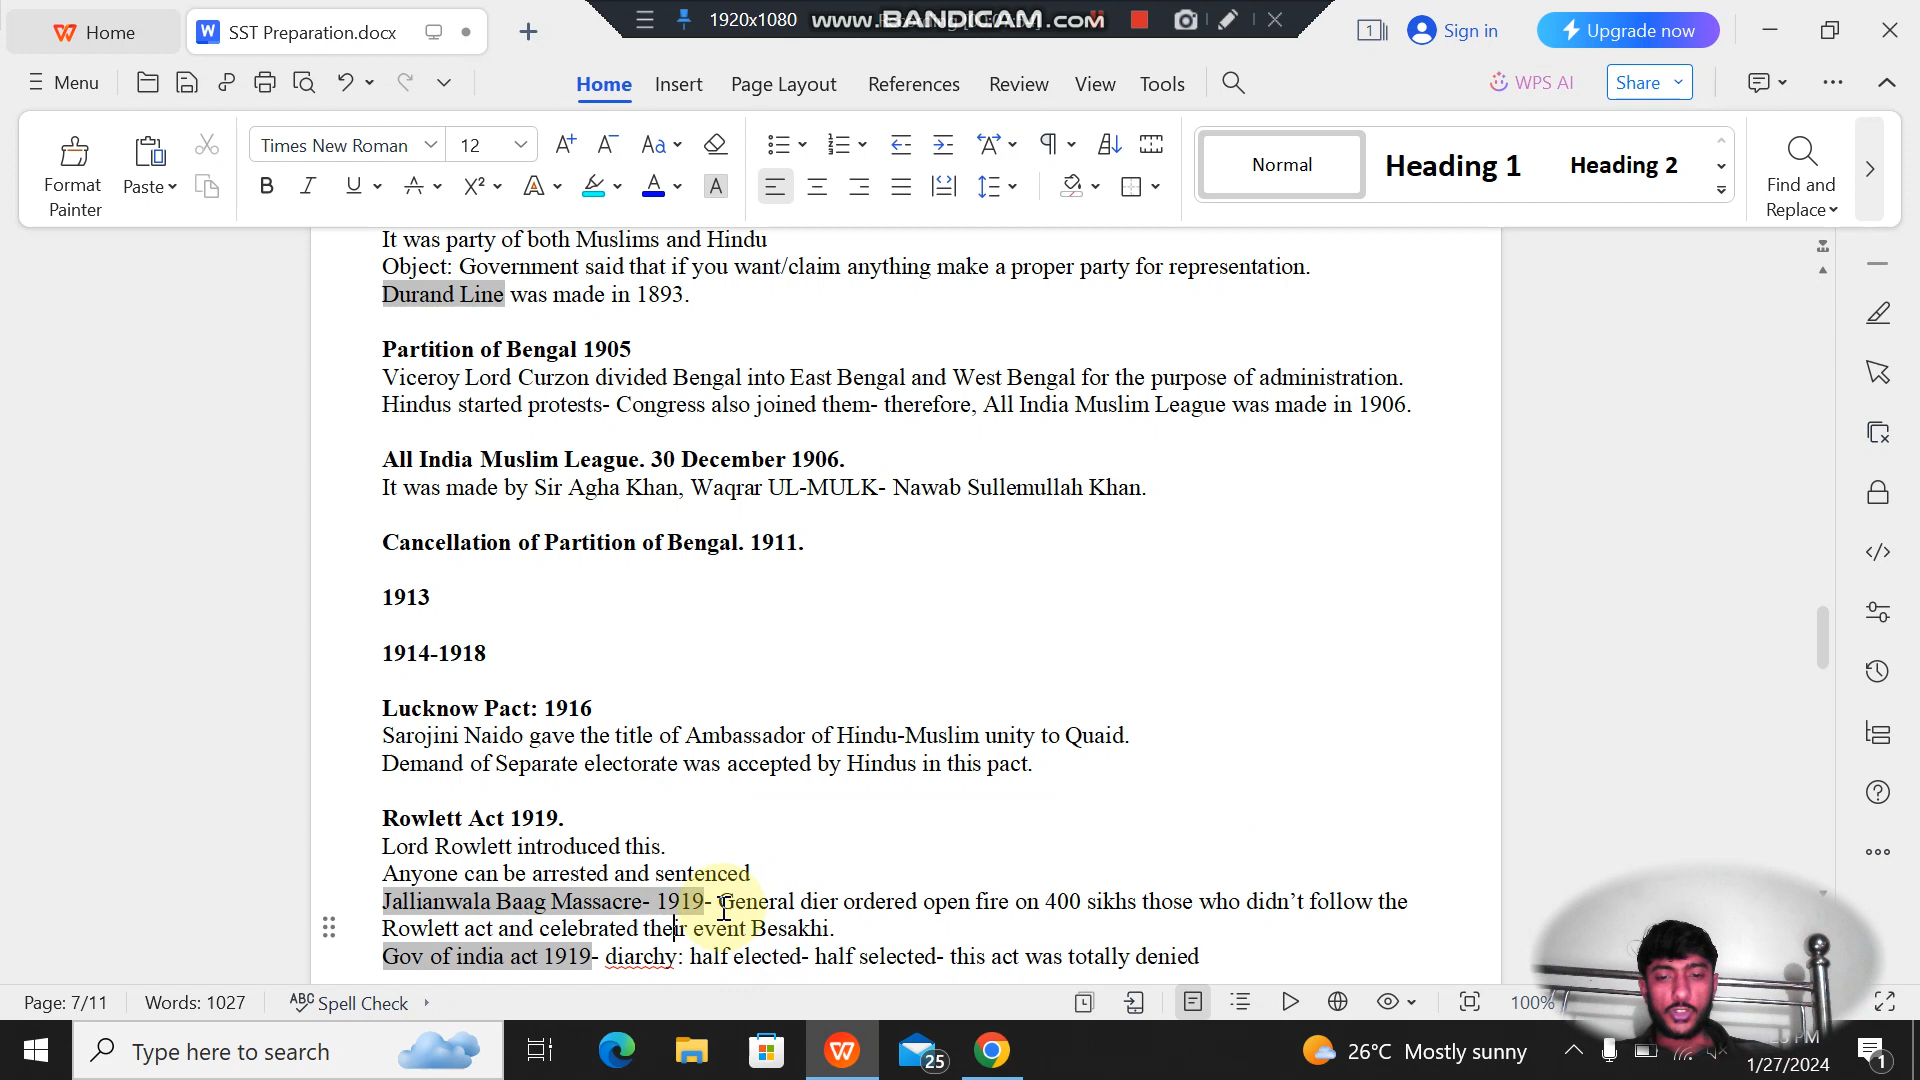 Home
SST Preparation.docx
1920x1080
www.BANDICAM.com
Sign in
Upgrade now
Menu
Home
Insert
Page Layout
References
Review
View
Tools
WPS AI
Share
Format
Painter
Paste
Times New Roman
12
Normal
Heading 1
Heading 2
Find and
Replace
It was party of both Muslims and Hindu
Object: Government said that if you want/claim anything make a proper party for representation.
Durand Line was made in 1893.
Partition of Bengal 1905
Viceroy Lord Curzon divided Bengal into East Bengal and West Bengal for the purpose of administration.
Hindus started protests- Congress also joined them- therefore, All India Muslim League was made in 1906.
All India Muslim League. 30 December 1906.
It was made by Sir Agha Khan, Waqrar UL-MULK- Nawab Sullemullah Khan.
Cancellation of Partition of Bengal. 1911.
1913
1914-1918
Lucknow Pact: 1916
Sarojini Naido gave the title of Ambassador of Hindu-Muslim unity to Quaid.
Demand of Separate electorate was accepted by Hindus in this pact.
Rowlett Act 1919.
Lord Rowlett introduced this.
Anyone can be arrested and sentenced
Jallianwala Baag Massacre- 1919- General dier ordered open fire on 400 sikhs those who didn’t follow the
Rowlett act and celebrated their event Besakhi.
Gov of india act 1919- diarchy: half elected- half selected- this act was totally denied
Page: 7/11
Words: 1027
ABC Spell Check
100%
Type here to search
25
26°C Mostly sunny
PM
1/27/2024
1